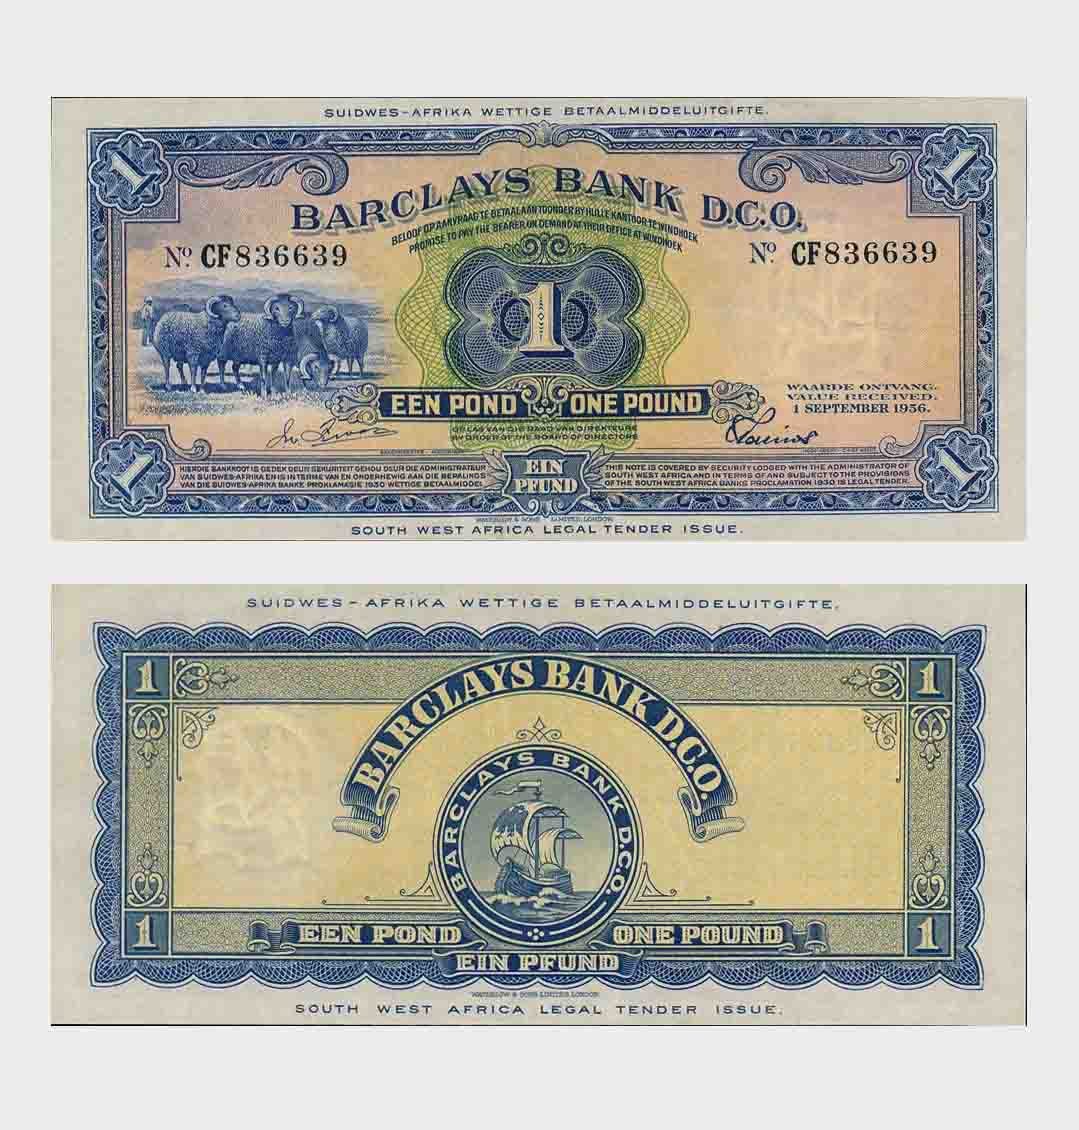 SUIDWES-AFRIKA WETTIGE BETAALMIDDELUITGIFTE.
1 1
BARCLAYS BANK D.C.O.
BELOOF OP AANVRAAG TE BETAAL AAN TOONDER BY HULLE KANTOOR TE WINDHOEK
PROMISE TO PAY THE BEARER ON DEMAND AT THEIR OFFICE AT WINDHOEK
No. CF836639 No. CF836639
1
WAARDE ONTVANG.
VALUE RECEIVED.
1 SEPTEMBER 1956.
EEN POND ONE POUND
OP LAS VAN DIE RAAD VAN DIREKTEURE
BY ORDER OF THE BOARD OF DIRECTORS
1 1
HIERDIE BANKNOOT IS GEDEK DEUR SEKURITEIT GEHOU DEUR DIE ADMINISTRATEUR
VAN SUIDWES-AFRIKA EN IS INTERME VAN EN ONDERHEWIG AAN DIE BEPALINGS
VAN DIE SUIDWES-AFRIKA BANKE PROKLAMASIE 1930 WETTIGE BETAALMIDDEL.
EIN
PFUND
THIS NOTE IS COVERED BY SECURITY LODGED WITH THE ADMINISTRATOR OF
SOUTH WEST AFRICA AND IN TERMS OF AND SUBJECT TO THE PROVISIONS
OF THE SOUTH WEST AFRICA BANKS PROCLAMATION 1930 IS LEGAL TENDER.
WATERLOW & SONS LIMITED, LONDON
SOUTH WEST AFRICA LEGAL TENDER ISSUE.
SUIDWES-AFRIKA WETTIGE BETAALMIDDELUITGIFTE.
1 1
BARCLAYS BANK D.C.O.
BARCLAYS BANK D.C.O.
1 1
EEN POND ONE POUND
EIN PFUND
WATERLOW & SONS LIMITED, LONDON
SOUTH WEST AFRICA LEGAL TENDER ISSUE.